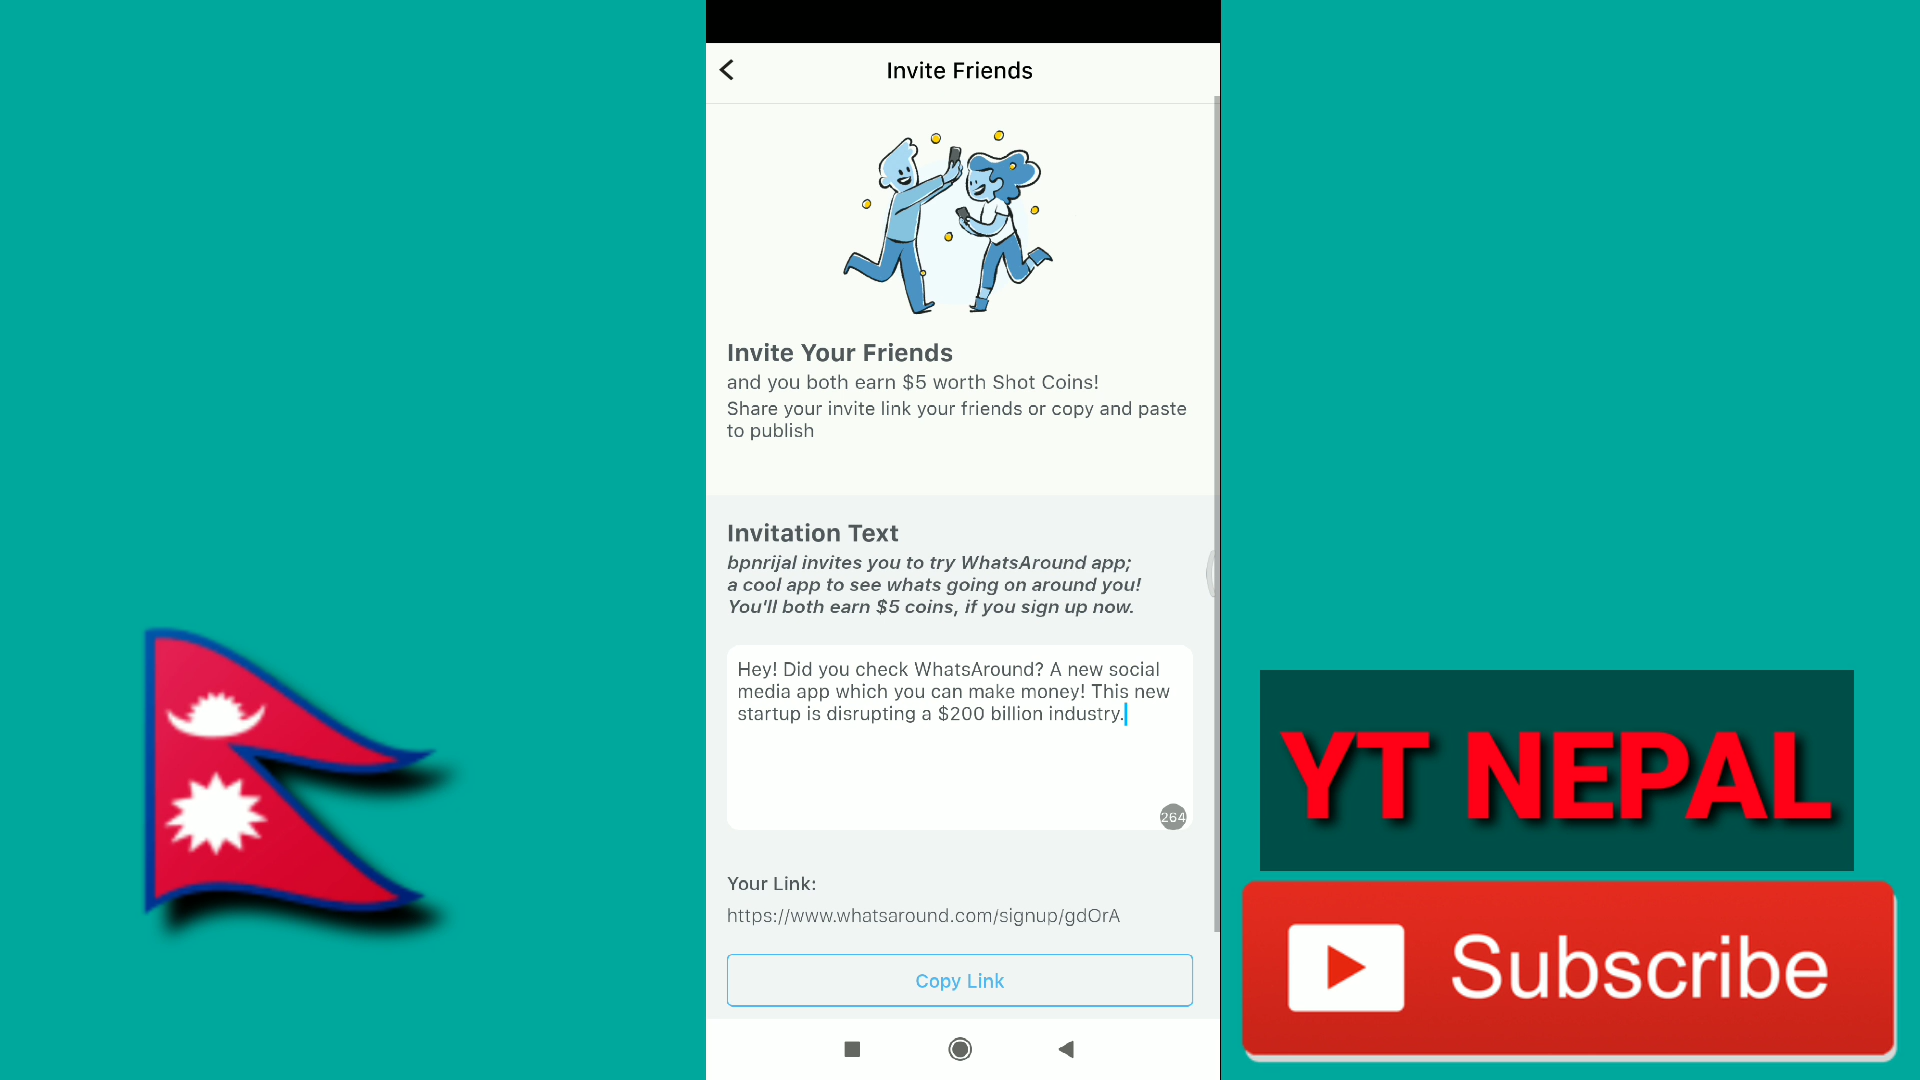 Invite Friends
Invite Your Friends
and you both earn $5 worth Shot Coins!
Share your invite link your friends or copy and paste
to publish
Invitation Text
bpnrijal invites you to try WhatsAround app;
a cool app to see whats going on around you!
You'll both earn $5 coins, if you sign up now.
Hey! Did you check WhatsAround? A new social
media app which you can make money! This new
startup is disrupting a $200 billion industry.
264
Your Link:
https://www.whatsaround.com/signup/gdOrA
Copy Link
YT NEPAL
Subscribe